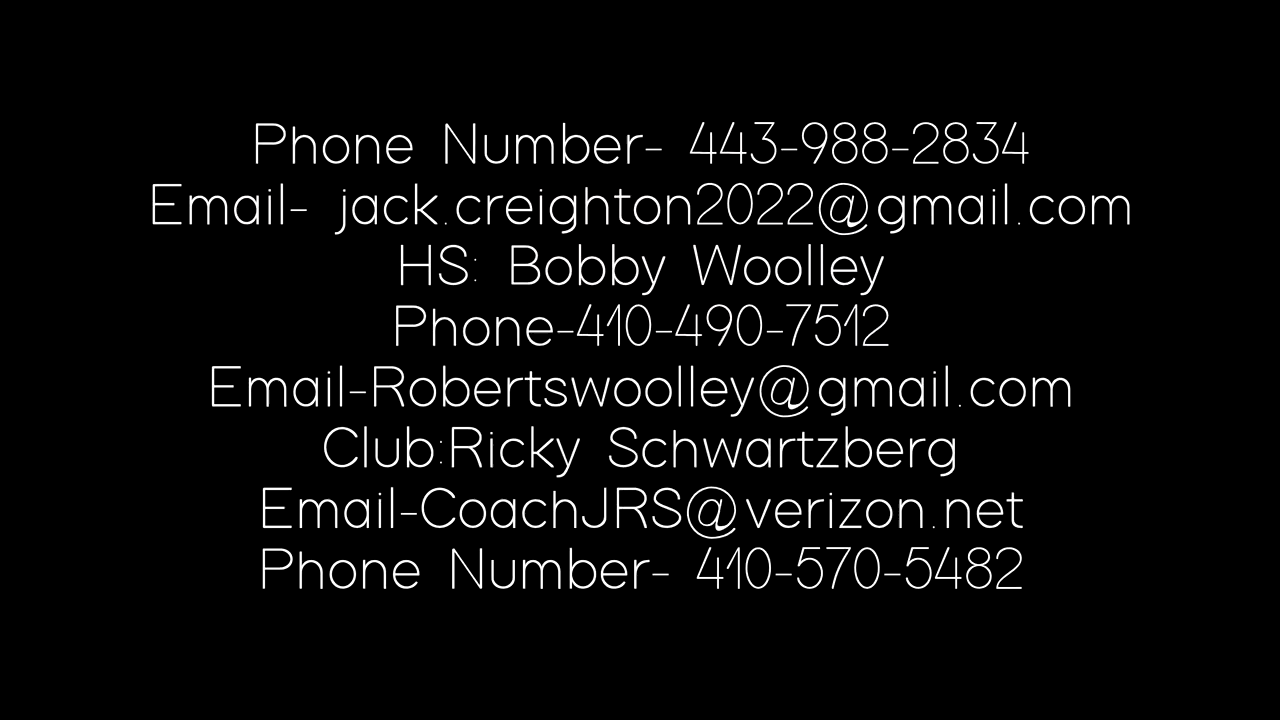 Phone Number- 443-988-2834
Email- jack.creighton2022@gmail.com
HS: Bobby Woolley
Phone-410-490-7512
Email-Robertswoolley@gmail.com
Club:Ricky Schwartzberg
Email-CoachJRS@verizon.net
Phone Number- 410-570-5482